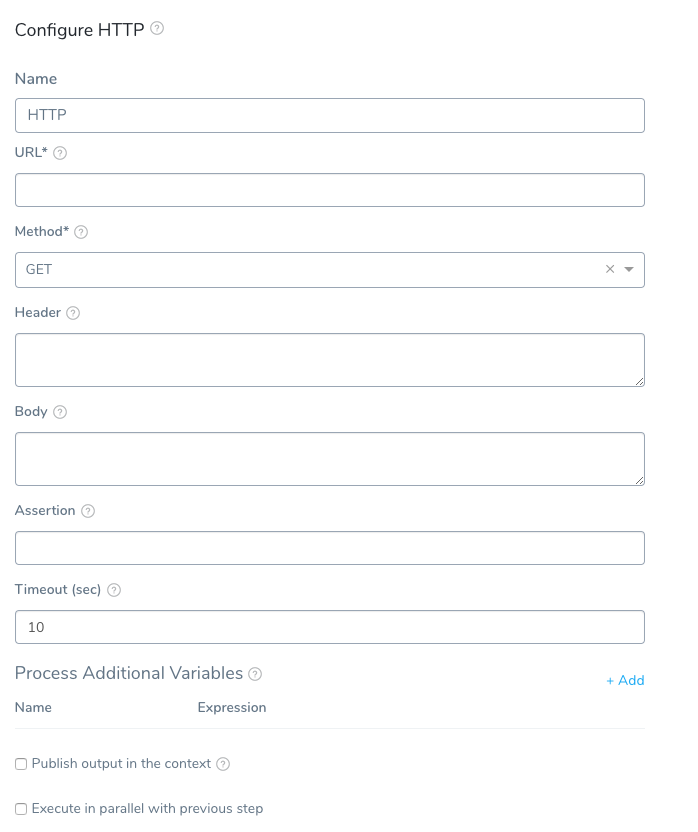 Configure HTTP ?
Name
HTTP
URL* ?
Method* ?
GET ×
Header ?
Body ?
Assertion ?
Timeout (sec) ?
10
Process Additional Variables ?
+ Add
Name Expression
Publish output in the context ?
Execute in parallel with previous step